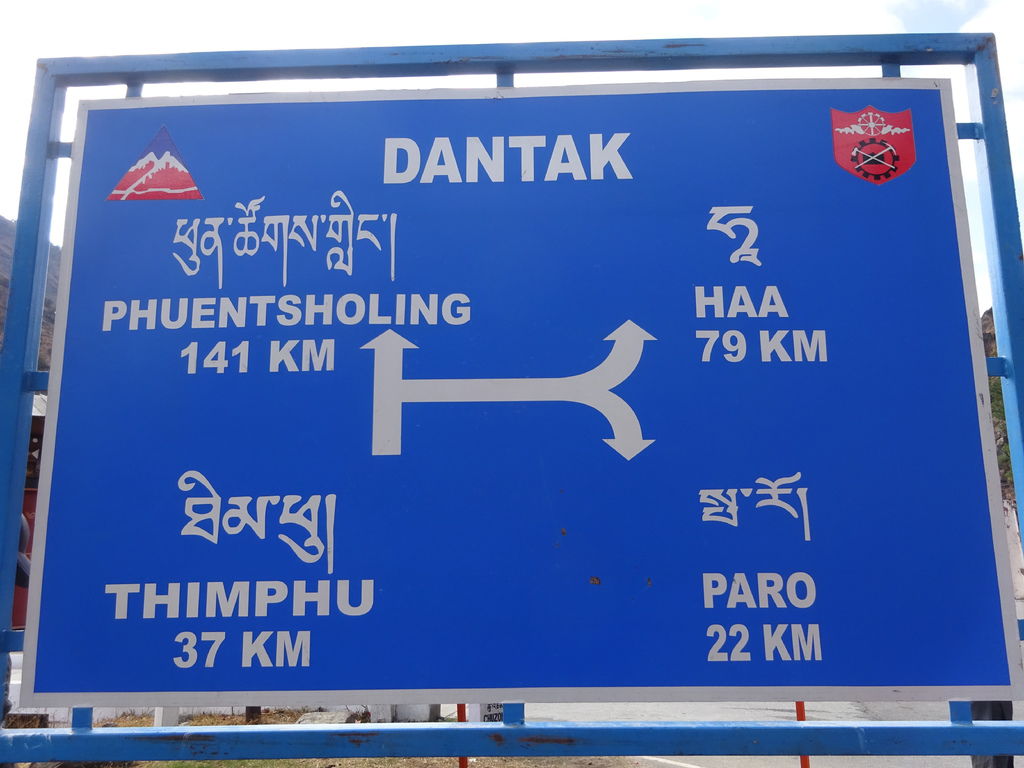 DANTAK
ཕུན་ཚོགས་གླིང་།
PHUENTSHOLING
141 KM
ཧཱ
HAA
79 KM
ཐིམ་ཕུ།
THIMPHU
37 KM
སྤ་རོ།
PARO
22 KM